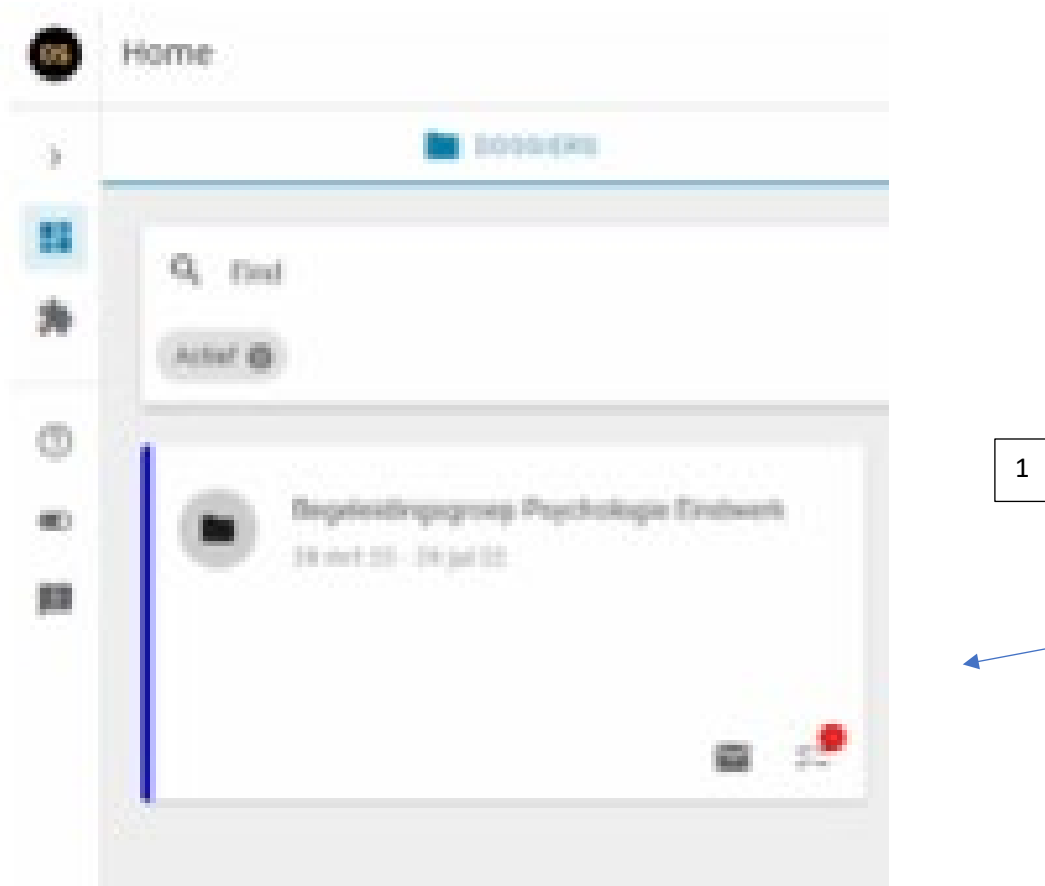 Home
DOSSIERS
Find
Actief
Begeleidingsgroep Psychologie Eindwerk
1